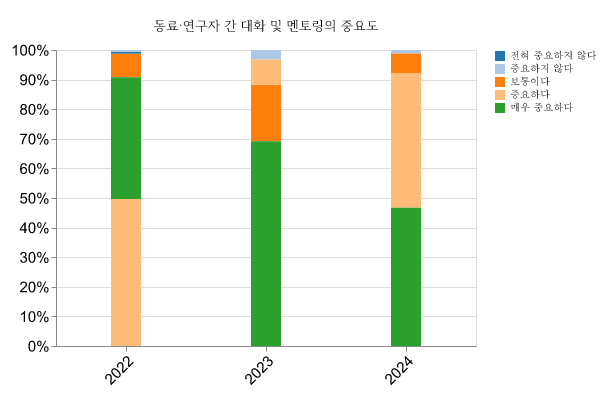 동료·연구자 간 대화 및 멘토링의 중요도
100%
90%
80%
70%
60%
50%
40%
30%
20%
10%
0%
2022
2023
2024
전혀 중요하지 않다
중요하지 않다
보통이다
중요하다
매우 중요하다